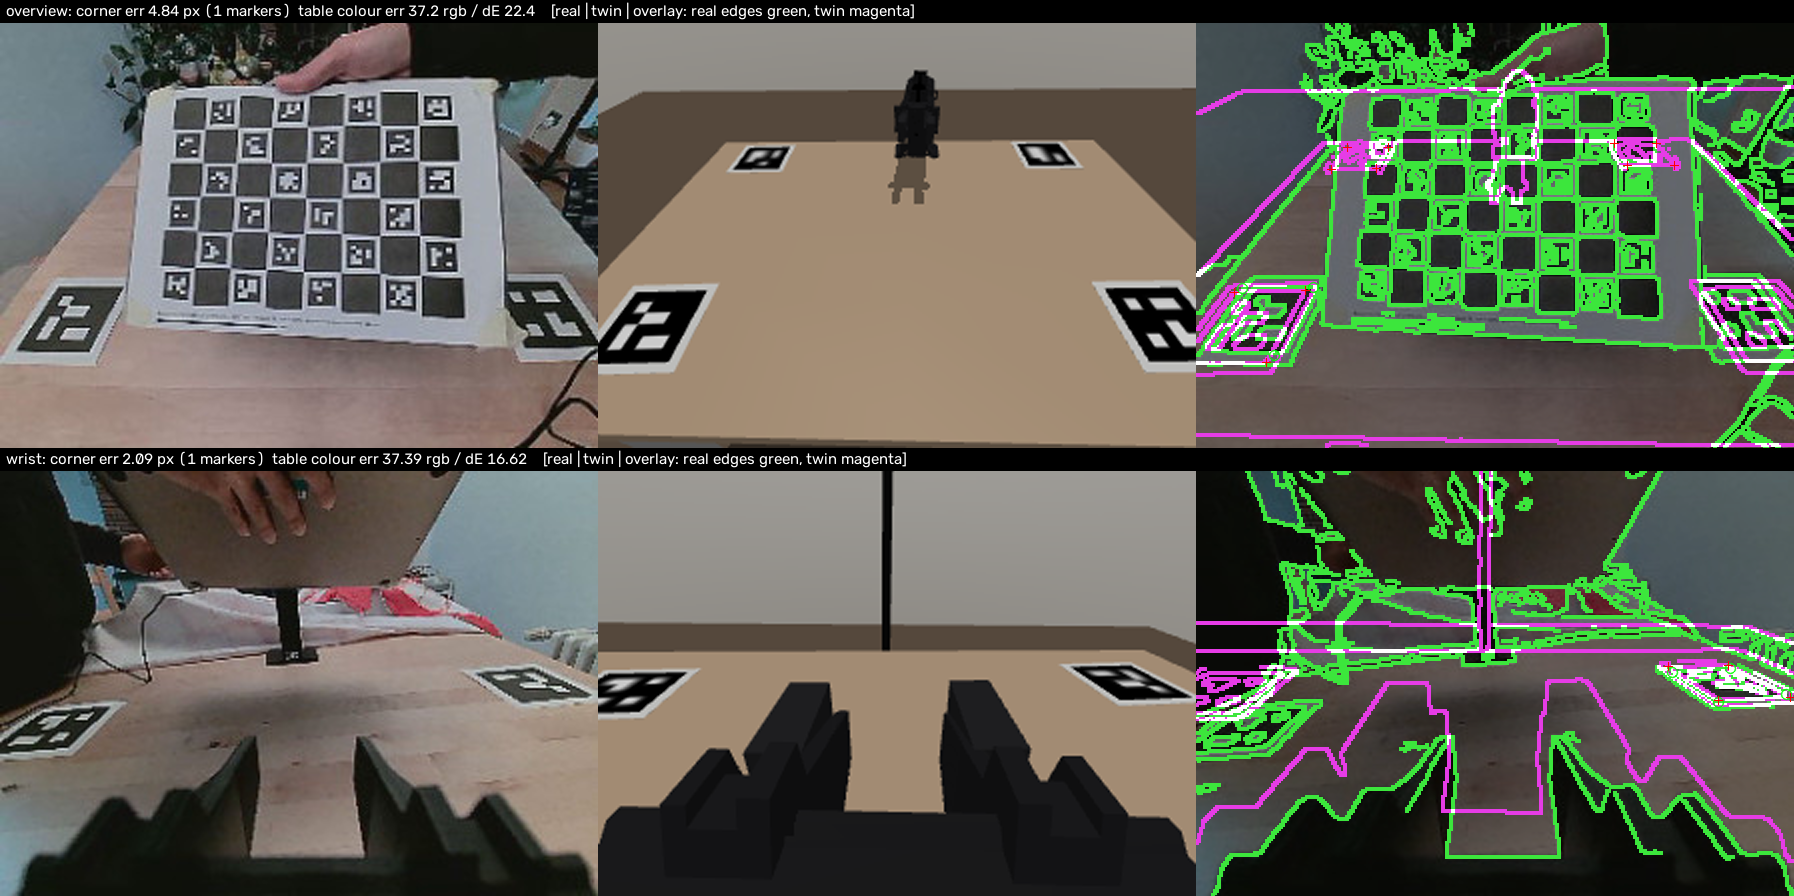 overview: corner err 4.84 px (1 markers) table colour err 37.2 rgb / dE 22.4 [real | twin | overlay: real edges green, twin magenta]
wrist: corner err 2.09 px (1 markers) table colour err 37.39 rgb / dE 16.62 [real | twin | overlay: real edges green, twin magenta]